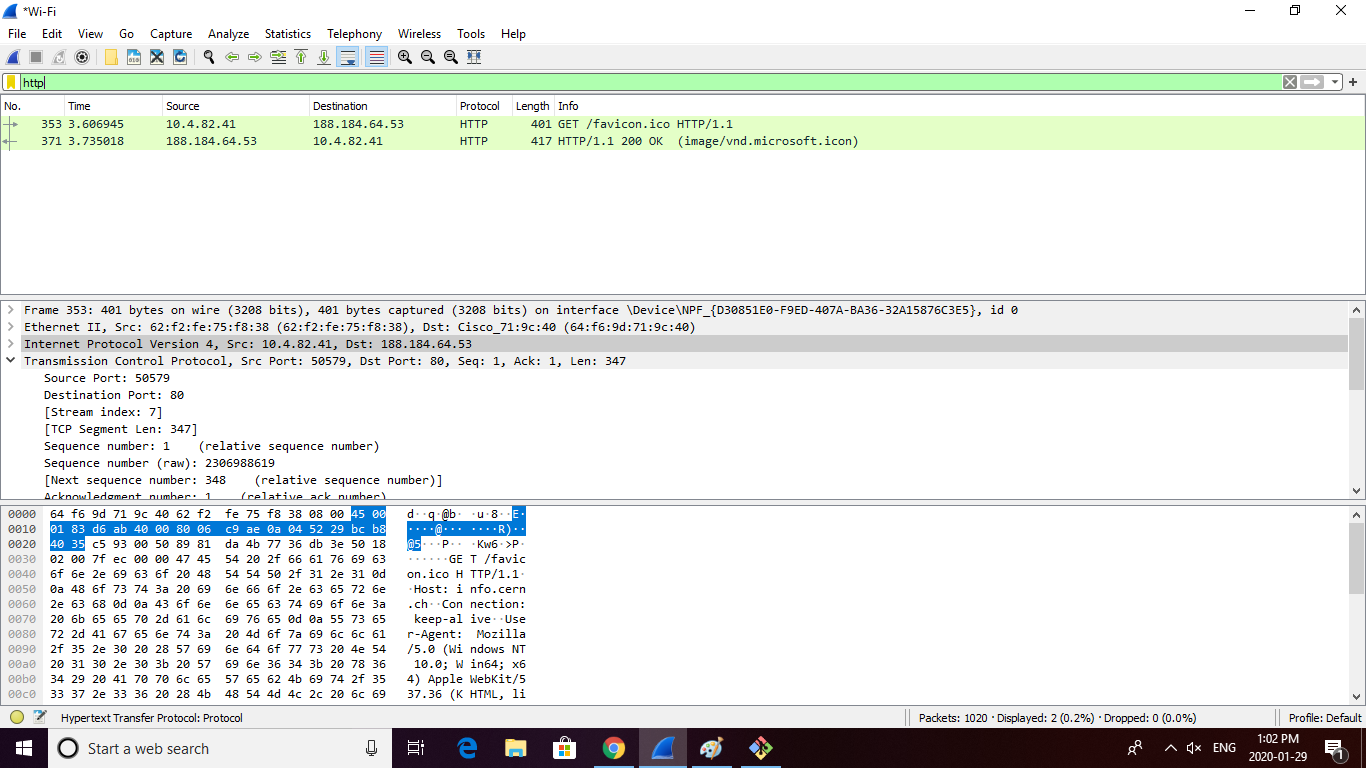 *Wi-Fi
File Edit View Go Capture Analyze Statistics Telephony Wireless Tools Help
http
No. Time Source Destination Protocol Length Info
353 3.606945 10.4.82.41 188.184.64.53 HTTP 401 GET /favicon.ico HTTP/1.1
371 3.735018 188.184.64.53 10.4.82.41 HTTP 417 HTTP/1.1 200 OK  (image/vnd.microsoft.icon)
Frame 353: 401 bytes on wire (3208 bits), 401 bytes captured (3208 bits) on interface \Device\NPF_{D30851E0-F9ED-407A-BA36-32A15876C3E5}, id 0
Ethernet II, Src: 62:f2:fe:75:f8:38 (62:f2:fe:75:f8:38), Dst: Cisco_71:9c:40 (64:f6:9d:71:9c:40)
Internet Protocol Version 4, Src: 10.4.82.41, Dst: 188.184.64.53
Transmission Control Protocol, Src Port: 50579, Dst Port: 80, Seq: 1, Ack: 1, Len: 347
Source Port: 50579
Destination Port: 80
[Stream index: 7]
[TCP Segment Len: 347]
Sequence number: 1    (relative sequence number)
Sequence number (raw): 2306988619
[Next sequence number: 348    (relative sequence number)]
Acknowledgment number: 1    (relative ack number)
0000 64 f6 9d 71 9c 40 62 f2 fe 75 f8 38 08 00 45 00 d··q·@b· ·u·8··E·
0010 01 83 d6 ab 40 00 80 06 c9 ae 0a 04 52 29 bc b8 ····@··· ····R)··
0020 40 35 c5 93 00 50 89 81 da 4b 77 36 db 3e 50 18 @5···P·· ·Kw6·>P·
0030 02 00 7f ec 00 00 47 45 54 20 2f 66 61 76 69 63 ······GE T /favic
0040 6f 6e 2e 69 63 6f 20 48 54 54 50 2f 31 2e 31 0d on.ico H TTP/1.1·
0050 0a 48 6f 73 74 3a 20 69 6e 66 6f 2e 63 65 72 6e ·Host: i nfo.cern
0060 2e 63 68 0d 0a 43 6f 6e 6e 65 63 74 69 6f 6e 3a .ch··Con nection:
0070 20 6b 65 65 70 2d 61 6c 69 76 65 0d 0a 55 73 65 keep-al ive··Use
0080 72 2d 41 67 65 6e 74 3a 20 4d 6f 7a 69 6c 6c 61 r-Agent: Mozilla
0090 2f 35 2e 30 20 28 57 69 6e 64 6f 77 73 20 4e 54 /5.0 (Wi ndows NT
00a0 20 31 30 2e 30 3b 20 57 69 6e 36 34 3b 20 78 36 10.0; W in64; x6
00b0 34 29 20 41 70 70 6c 65 57 65 62 4b 69 74 2f 35 4) Apple WebKit/5
00c0 33 37 2e 33 36 20 28 4b 48 54 4d 4c 2c 20 6c 69 37.36 (K HTML, li
Hypertext Transfer Protocol: Protocol Packets: 1020 · Displayed: 2 (0.2%) · Dropped: 0 (0.0%) Profile: Default
Start a web search ENG 1:02 PM
2020-01-29 1